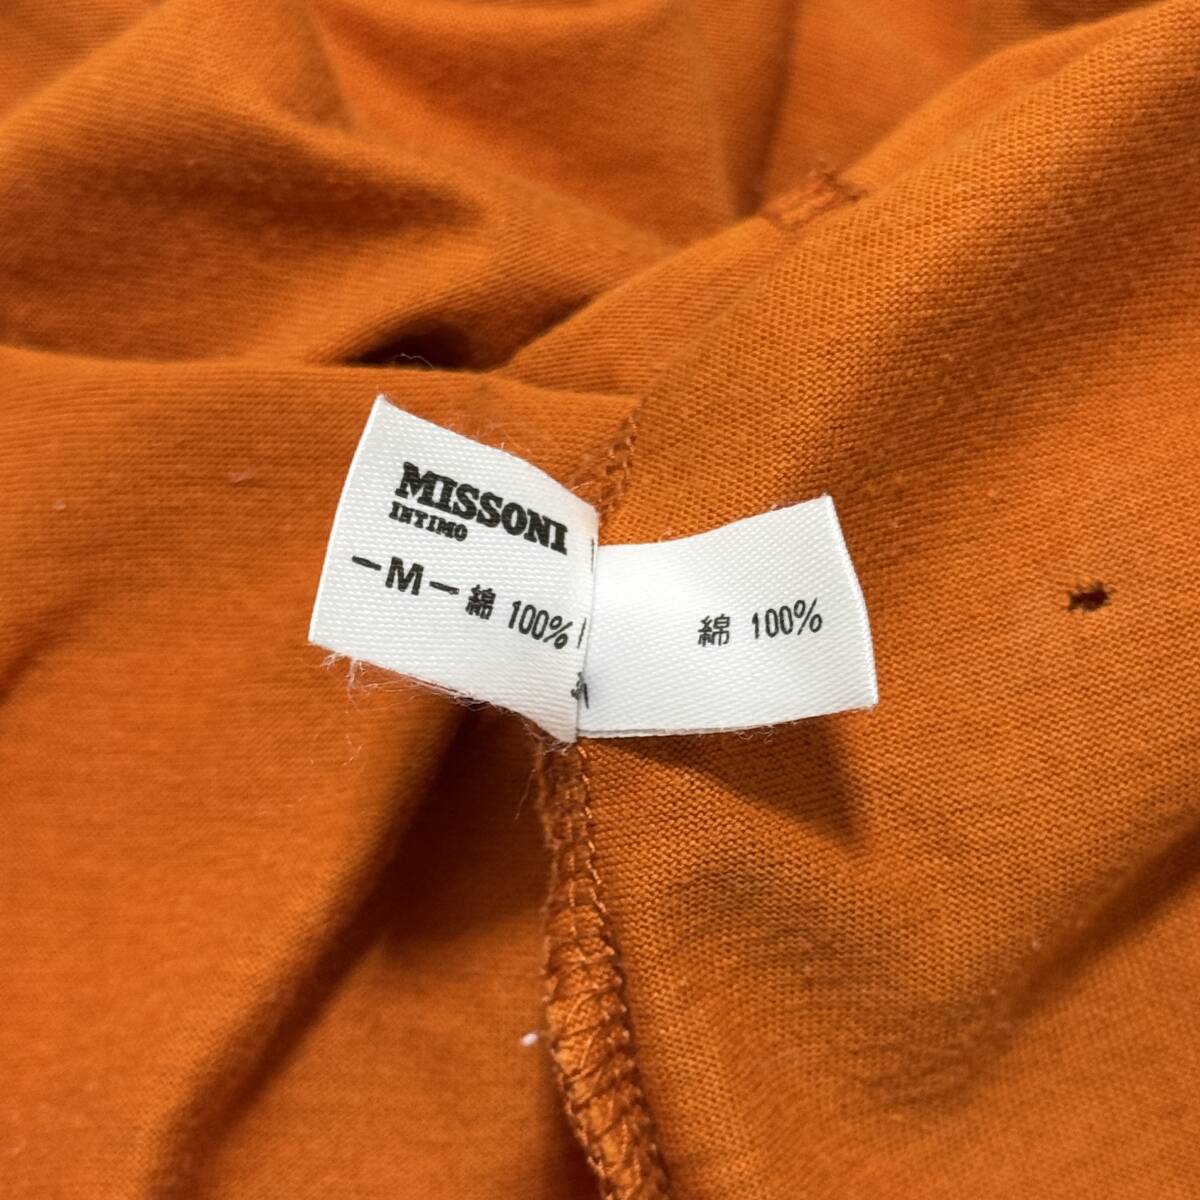 MISSONI
INTIMO
-M- 綿 100%
綿 100%